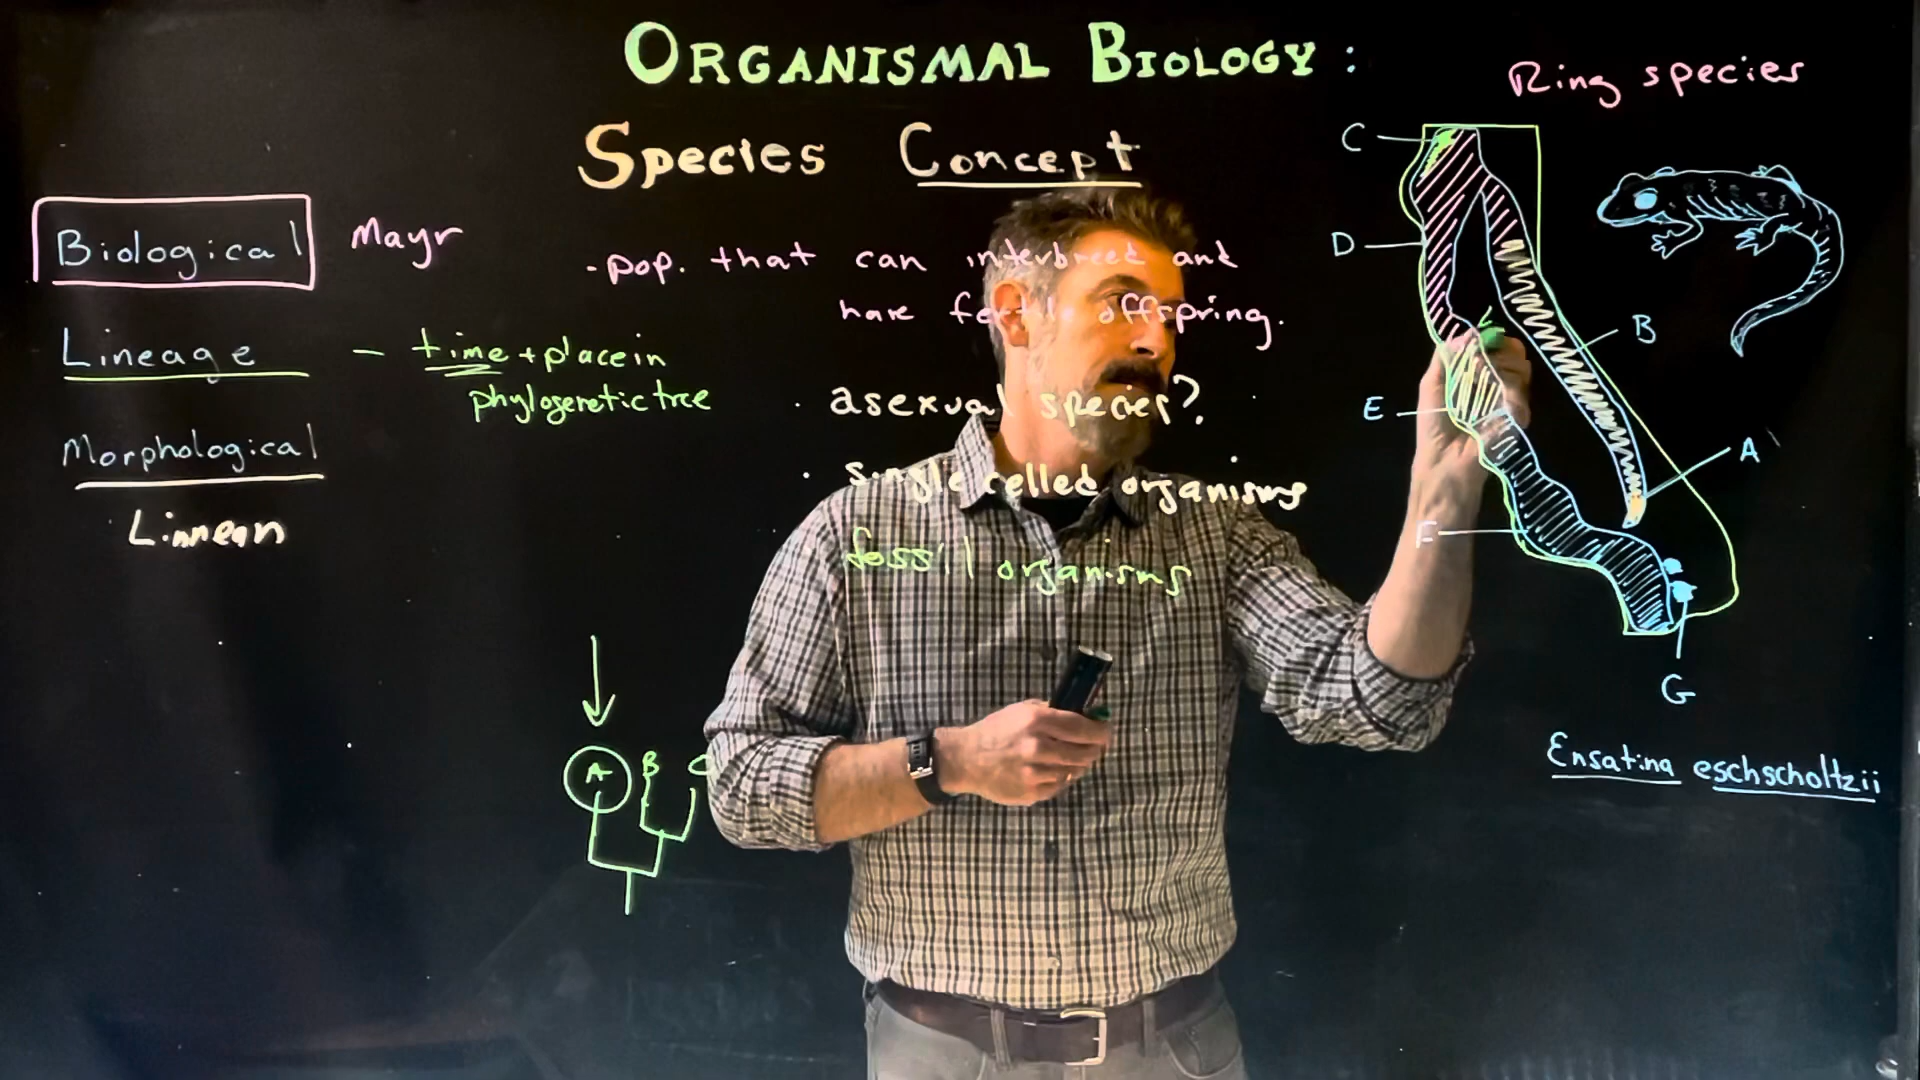 ORGANISMAL BIOLOGY:
Species Concept
Biological
Mayr
- pop. that can interbreed and
have fertile offspring.
Lineage
- time + place in
phylogenetic tree
· asexual species?
Morphological
· single celled organisms
Linnean
fossil organisms
A B C
Ring species
C
D
B
E
A
F
G
Ensatina eschscholtzii